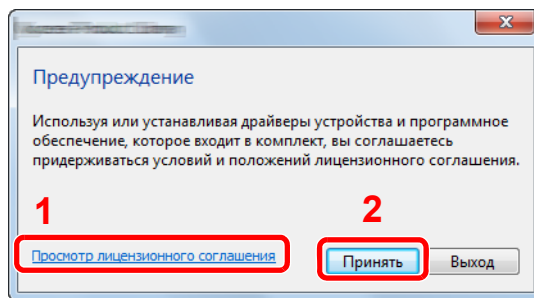 Предупреждение
Используя или устанавливая драйверы устройства и программное
обеспечение, которое входит в комплект, вы соглашаетесь
придерживаться условий и положений лицензионного соглашения.
1
2
Просмотр лицензионного соглашения
Принять
Выход